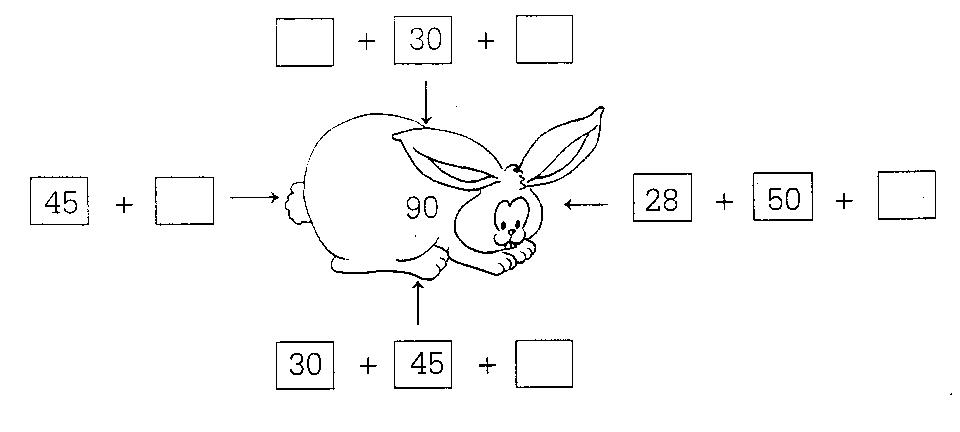 + 30 +
45 +
90
28 + 50 +
30 + 45 +